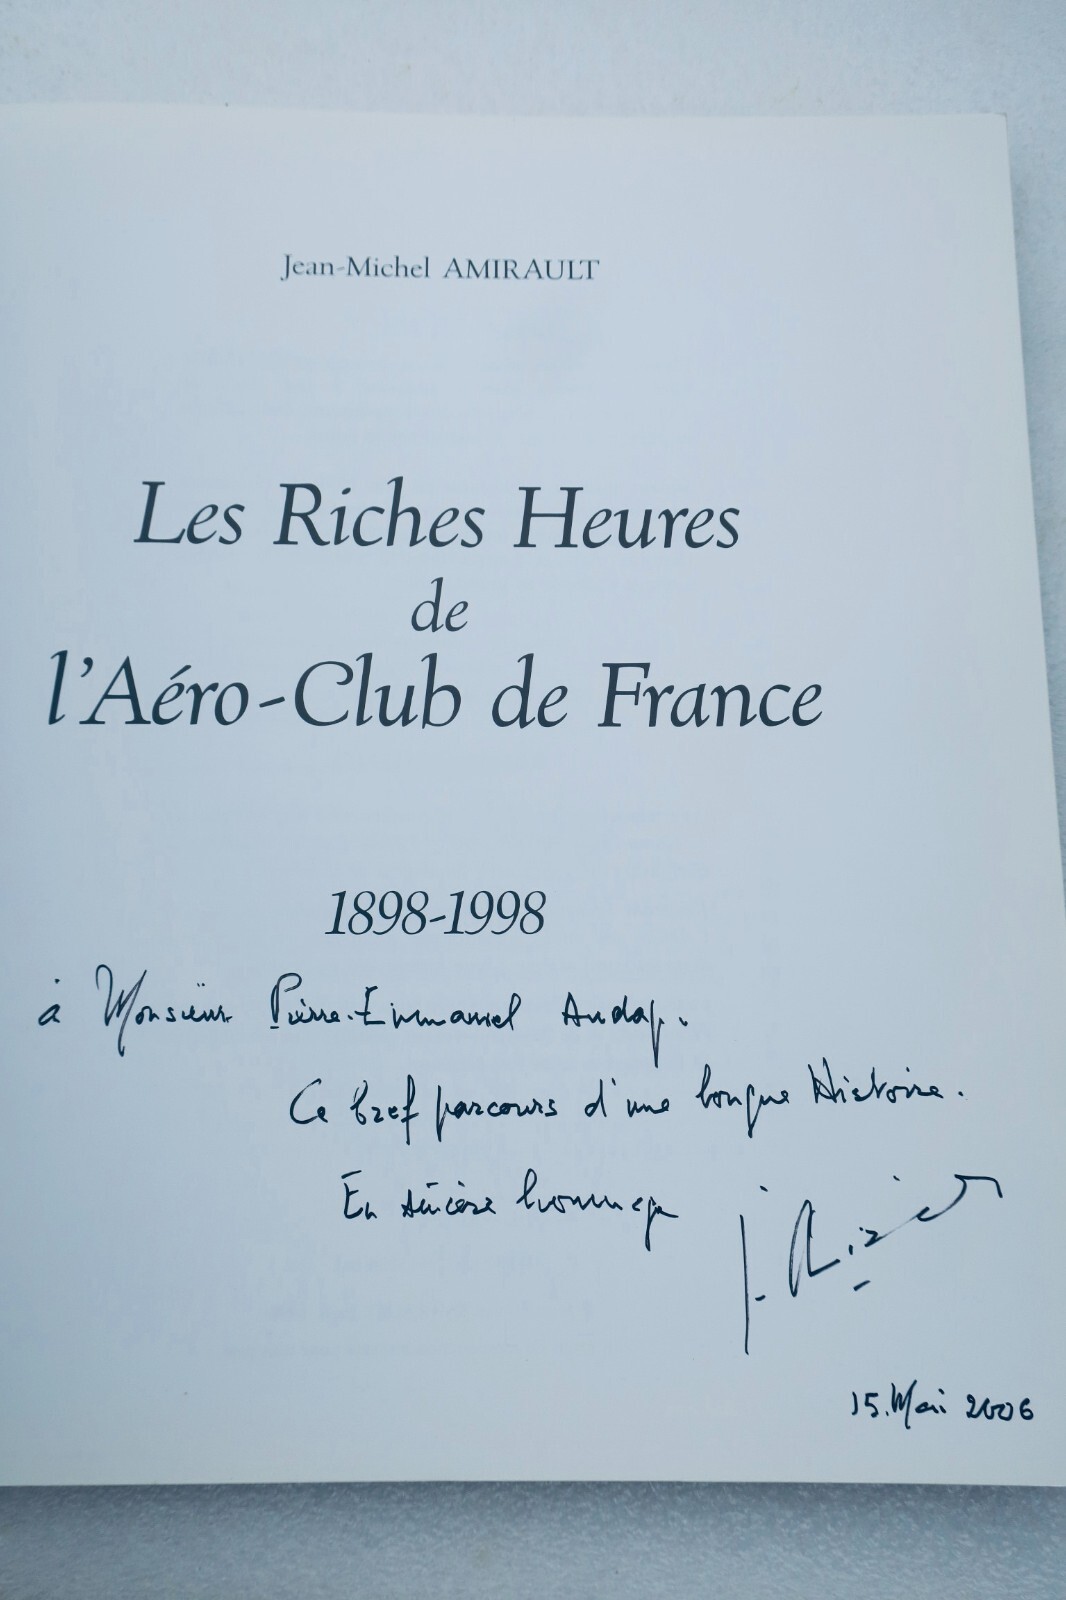 Jean-Michel AMIRAULT
Les Riches Heures
de
l'Aéro-Club de France
1898-1998
à Monsieur Pierre-Emmanuel Audap.
Ce bref parcours d'une longue Histoire.
En sincère hommage
15. Mai 2006